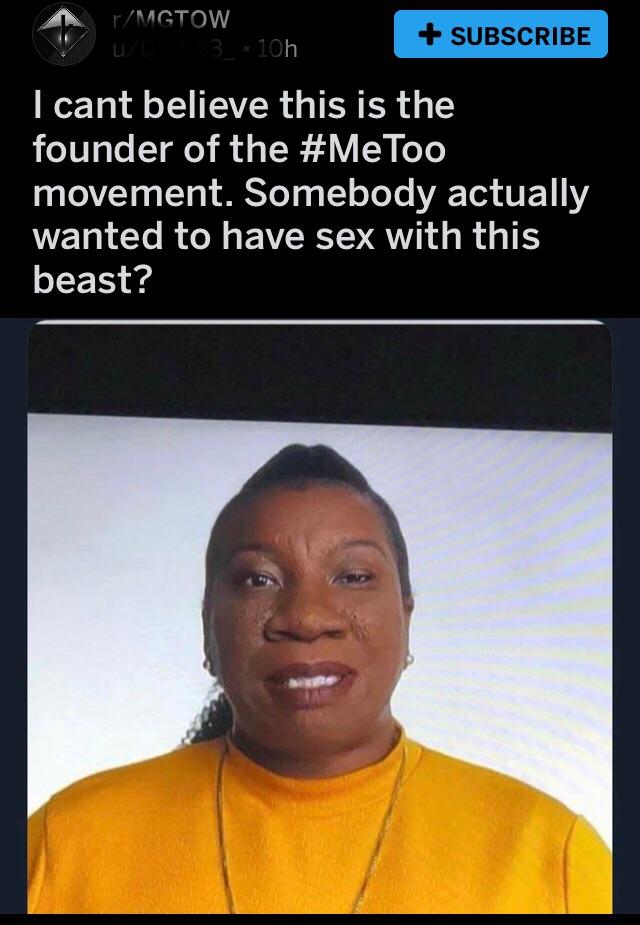 r/MGTOW
• 10h
+ SUBSCRIBE
I cant believe this is the
founder of the #MeToo
movement. Somebody actually
wanted to have sex with this
beast?